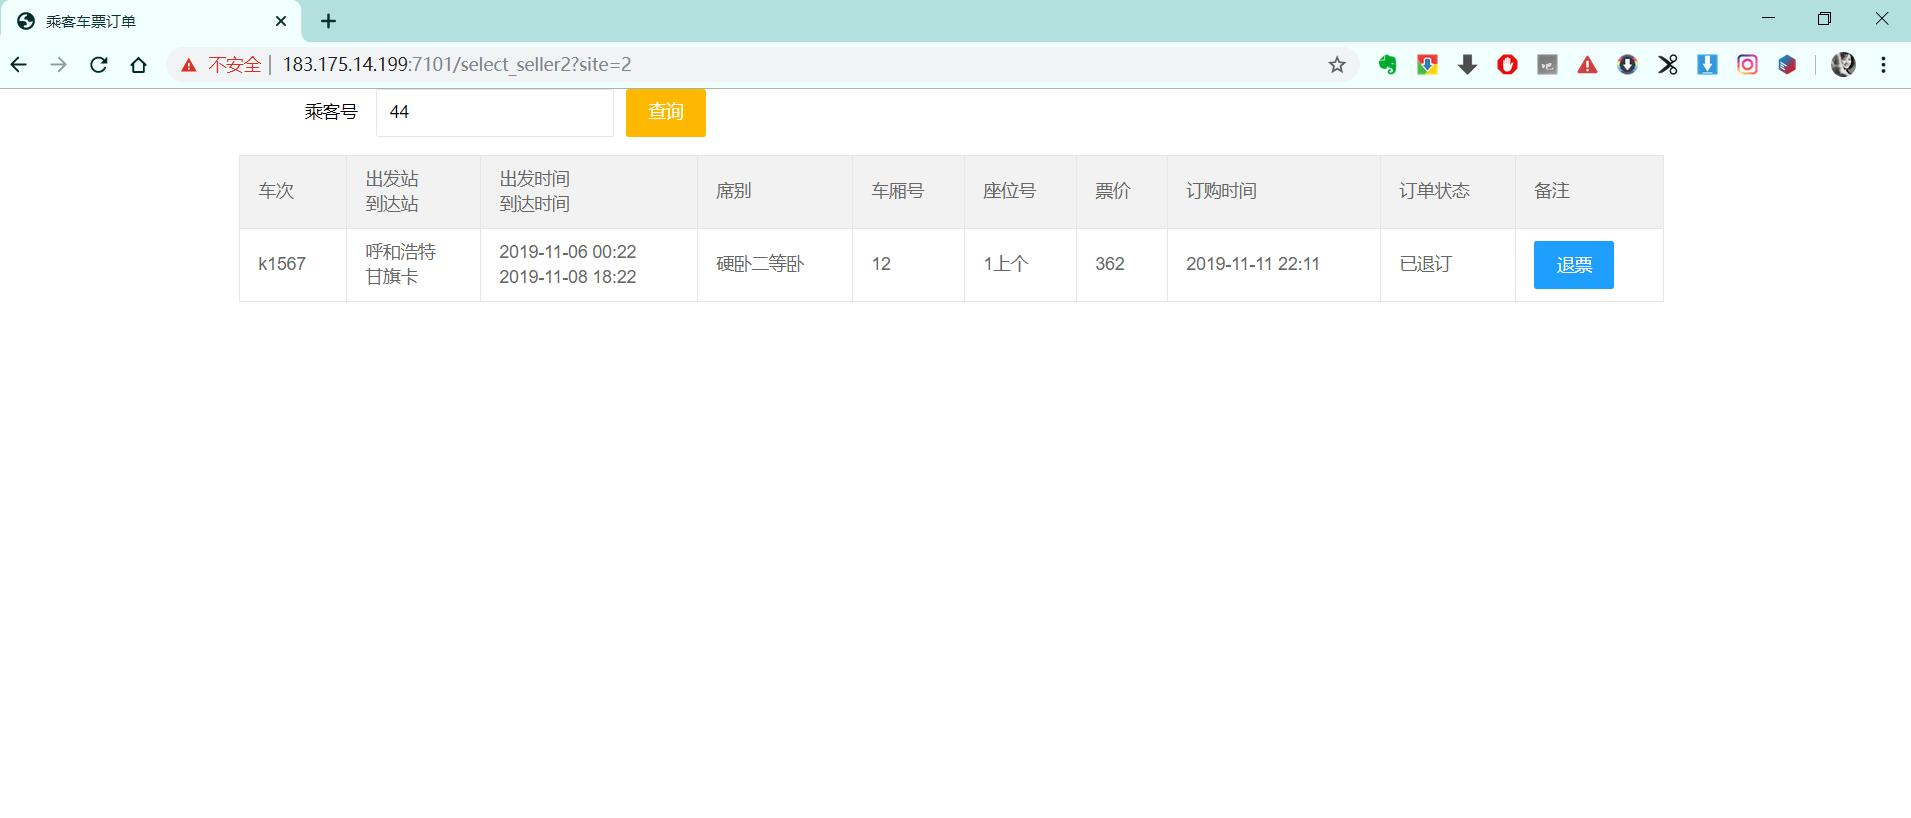 乘客车票订单
不安全 | 183.175.14.199:7101/select_seller2?site=2
乘客号 44 查询
车次 出发站 到达站 出发时间 到达时间 席别 车厢号 座位号 票价 订购时间 订单状态 备注
k1567 呼和浩特 甘旗卡 2019-11-06 00:22 2019-11-08 18:22 硬卧二等卧 12 1上个 362 2019-11-11 22:11 已退订 退票